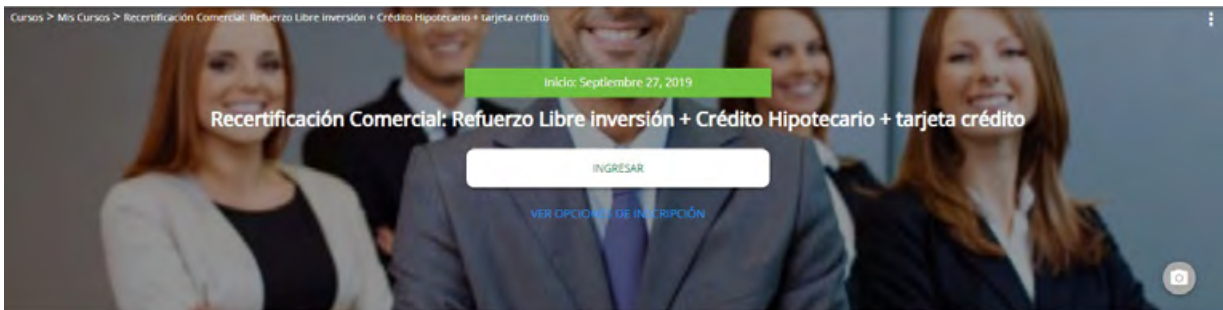 Cursos > Mis Cursos > Recertificación Comercial: Refuerzo Libre inversión + Crédito Hipotecario + tarjeta crédito
Inicio: Septiembre 27, 2019
Recertificación Comercial: Refuerzo Libre inversión + Crédito Hipotecario + tarjeta crédito
INGRESAR
VER OPCIONES DE INSCRIPCIÓN